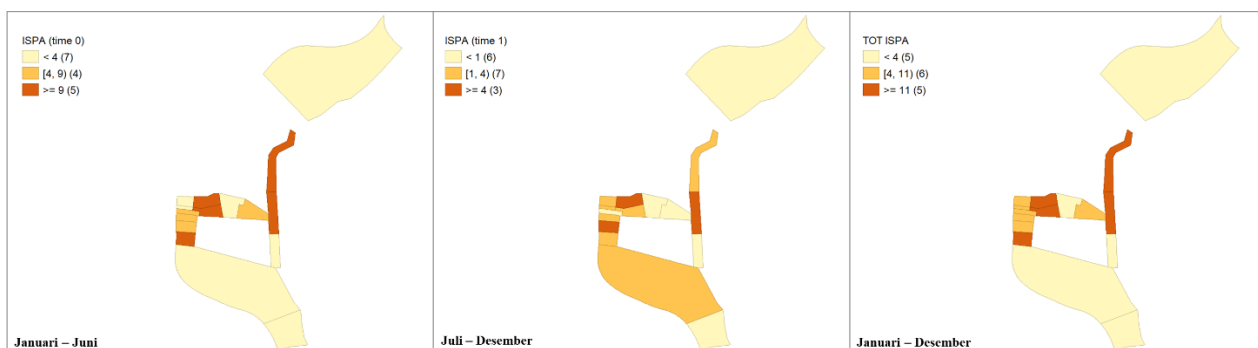 ISPA (time 0)
< 4 (7)
[4, 9) (4)
>= 9 (5)
Januari – Juni
ISPA (time 1)
< 1 (6)
[1, 4) (7)
>= 4 (3)
Juli – Desember
TOT ISPA
< 4 (5)
[4, 11) (6)
>= 11 (5)
Januari – Desember